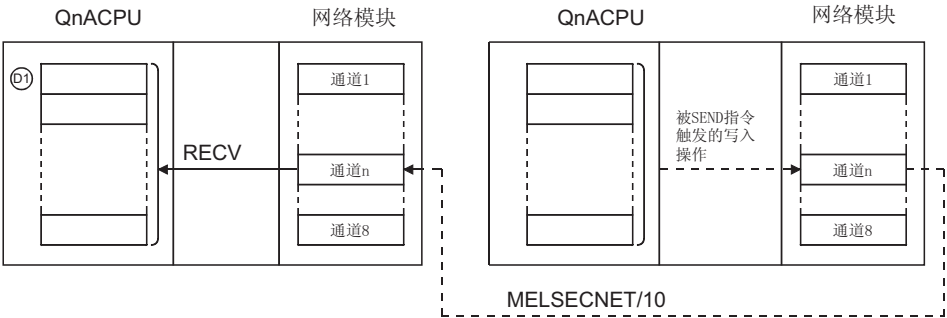 QnACPU 网络模块 QnACPU 网络模块
D1 通道1 通道1
被SEND指令
触发的写入
操作
RECV
通道n 通道n
通道8 通道8
MELSECNET/10